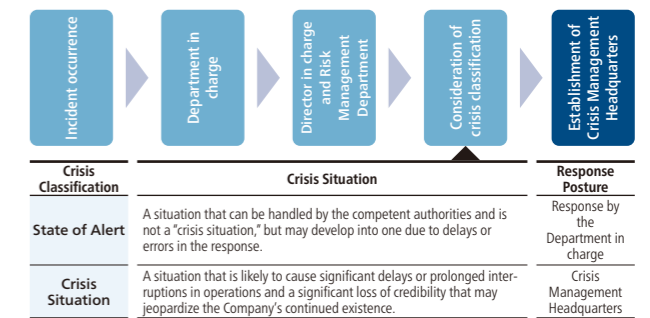 Incident occurrence
Department in
charge
Director in charge
and Risk
Management
Department
Consideration of
crisis classification
Establishment of
Crisis Management
Headquarters
Crisis
Classification
Crisis Situation
Response
Posture
State of Alert
A situation that can be handled by the competent authorities and is
not a "crisis situation," but may develop into one due to delays or
errors in the response.
Response by
the
Department in
charge
Crisis
Situation
A situation that is likely to cause significant delays or prolonged inter-
ruptions in operations and a significant loss of credibility that may
jeopardize the Company's continued existence.
Crisis
Management
Headquarters